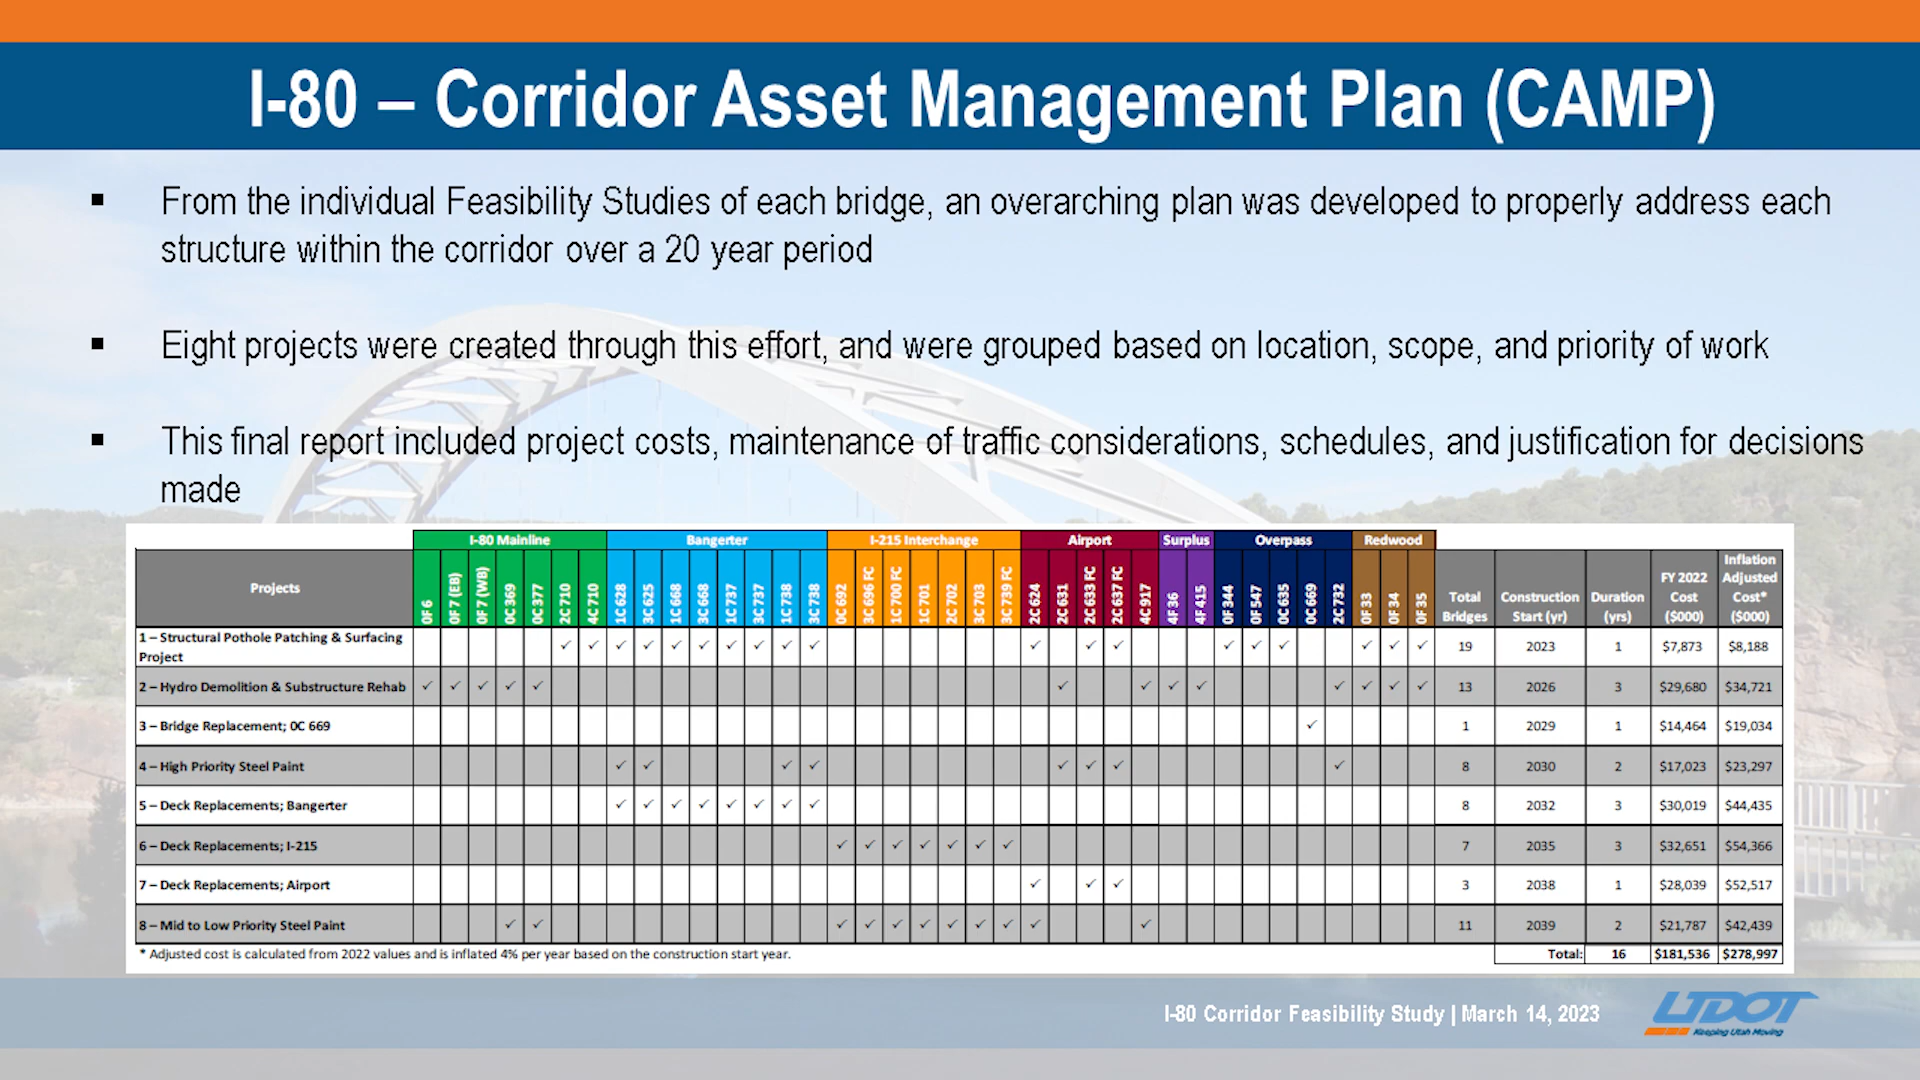 I-80 – Corridor Asset Management Plan (CAMP)
▪ From the individual Feasibility Studies of each bridge, an overarching plan was developed to properly address each
structure within the corridor over a 20 year period
▪ Eight projects were created through this effort, and were grouped based on location, scope, and priority of work
▪ This final report included project costs, maintenance of traffic considerations, schedules, and justification for decisions
made
I-80 Mainline Bangerter I-215 Interchange Airport Surplus Overpass Redwood
Projects 0F 6 0F 7 (EB) 0F 7 (WB) 0C 369 0C 377 2C 710 4C 710 1C 628 3C 625 1C 668 3C 668 1C 737 3C 737 1C 738 3C 738 0C 692 3C 696 FC 1C 700 FC 1C 701 2C 702 3C 703 3C 739 FC 2C 624 2C 631 2C 633 FC 2C 637 FC 4C 917 4F 36 4F 415 0F 344 0F 547 0C 635 0C 669 2C 732 0F 33 0F 34 0F 35 Total Bridges Construction Start (yr) Duration (yrs) FY 2022 Cost ($000) Inflation Adjusted Cost* ($000)
1 – Structural Pothole Patching & Surfacing
Project ✓ ✓ ✓ ✓ ✓ ✓ ✓ ✓ ✓ ✓ ✓ ✓ ✓ ✓ ✓ ✓ ✓ ✓ ✓ 19 2023 1 $7,873 $8,188
2 – Hydro Demolition & Substructure Rehab ✓ ✓ ✓ ✓ ✓ ✓ ✓ ✓ ✓ ✓ ✓ ✓ ✓ 13 2026 3 $29,680 $34,721
3 – Bridge Replacement; 0C 669 ✓ 1 2029 1 $14,464 $19,034
4 – High Priority Steel Paint ✓ ✓ ✓ ✓ ✓ ✓ ✓ ✓ 8 2030 2 $17,023 $23,297
5 – Deck Replacements; Bangerter ✓ ✓ ✓ ✓ ✓ ✓ ✓ ✓ 8 2032 3 $30,019 $44,435
6 – Deck Replacements; I-215 ✓ ✓ ✓ ✓ ✓ ✓ ✓ 7 2035 3 $32,651 $54,366
7 – Deck Replacements; Airport ✓ ✓ ✓ 3 2038 1 $28,039 $52,517
8 – Mid to Low Priority Steel Paint ✓ ✓ ✓ ✓ ✓ ✓ ✓ ✓ ✓ ✓ ✓ 11 2039 2 $21,787 $42,439
* Adjusted cost is calculated from 2022 values and is inflated 4% per year based on the construction start year. Total: 16 $181,536 $278,997
I-80 Corridor Feasibility Study | March 14, 2023
UDOT
Keeping Utah Moving